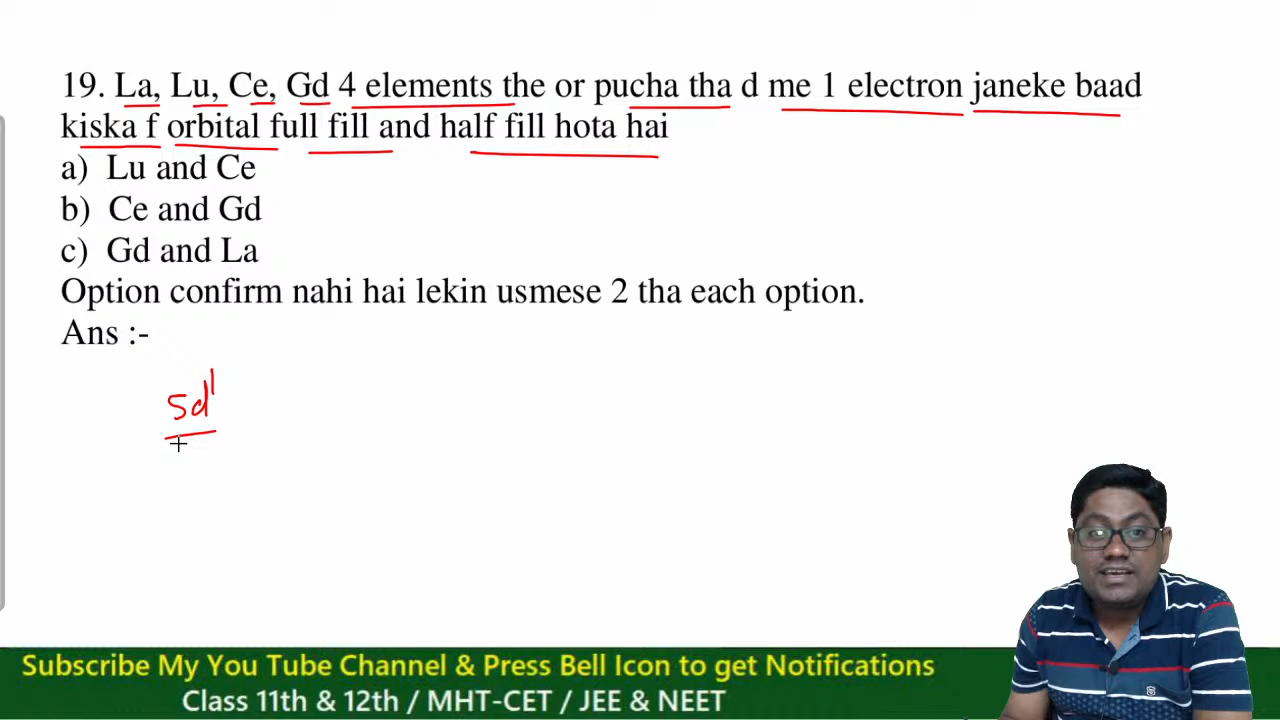 19. La, Lu, Ce, Gd 4 elements the or pucha tha d me 1 electron janeke baad
kiska f orbital full fill and half fill hota hai
a) Lu and Ce
b) Ce and Gd
c) Gd and La
Option confirm nahi hai lekin usmese 2 tha each option.
Ans :-
5d¹
Subscribe My You Tube Channel & Press Bell Icon to get Notifications
Class 11th & 12th / MHT-CET / JEE & NEET